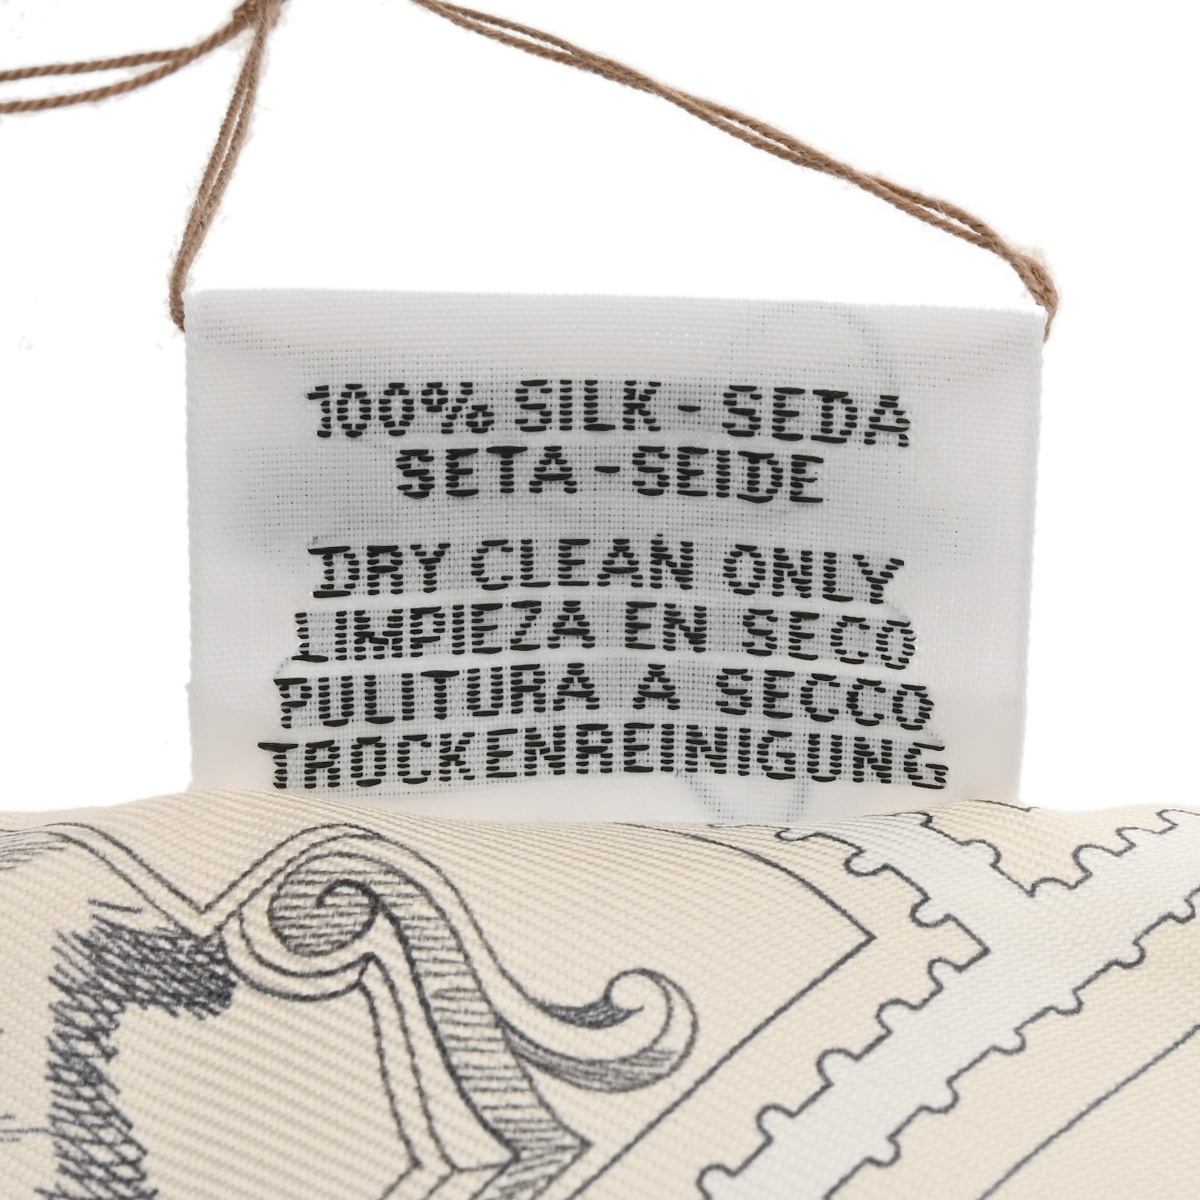 100% SILK - SEDA
SETA - SEIDE
DRY CLEAN ONLY
LIMPIEZA EN SECO
PULITURA A SECCO
TROCKENREINIGUNG